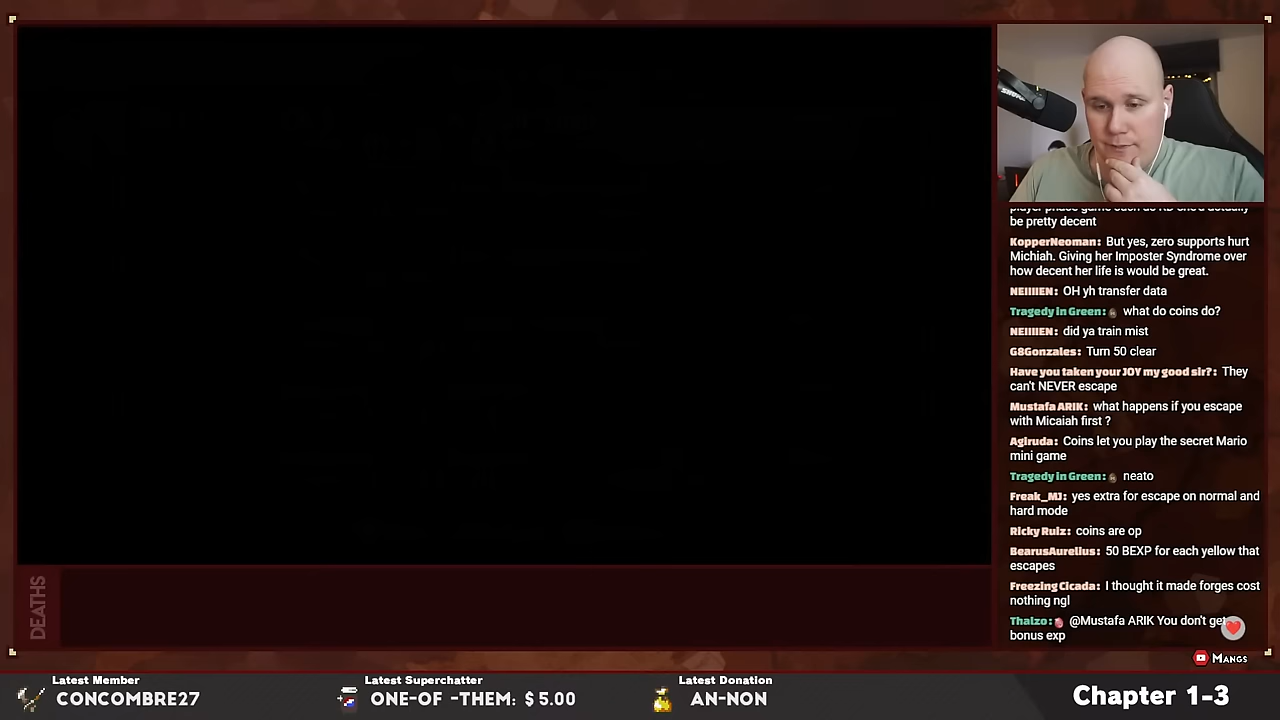 be pretty decent
KopperNeoman: But yes, zero supports hurt
Michiah. Giving her Imposter Syndrome over
how decent her life is would be great.
NEIIIIEN: OH yh transfer data
Tragedy in Green: what do coins do?
NEIIIIEN: did ya train mist
G8Gonzales: Turn 50 clear
Have you taken your JOY my good sir?: They
can't NEVER escape
Mustafa ARIK: what happens if you escape
with Micaiah first ?
Agiruda: Coins let you play the secret Mario
mini game
Tragedy in Green: neato
Freak_MJ: yes extra for escape on normal and
hard mode
Ricky Ruiz: coins are op
BearusAurelius: 50 BEXP for each yellow that
escapes
FreezingCicada: I thought it made forges cost
nothing ngl
Thalzo: @Mustafa ARIK You don't get
bonus exp
DEATHS
MANGS
Latest Member
CONCOMBRE27
Latest Superchatter
ONE-OF -THEM: $ 5.00
Latest Donation
AN-NON
Chapter 1-3